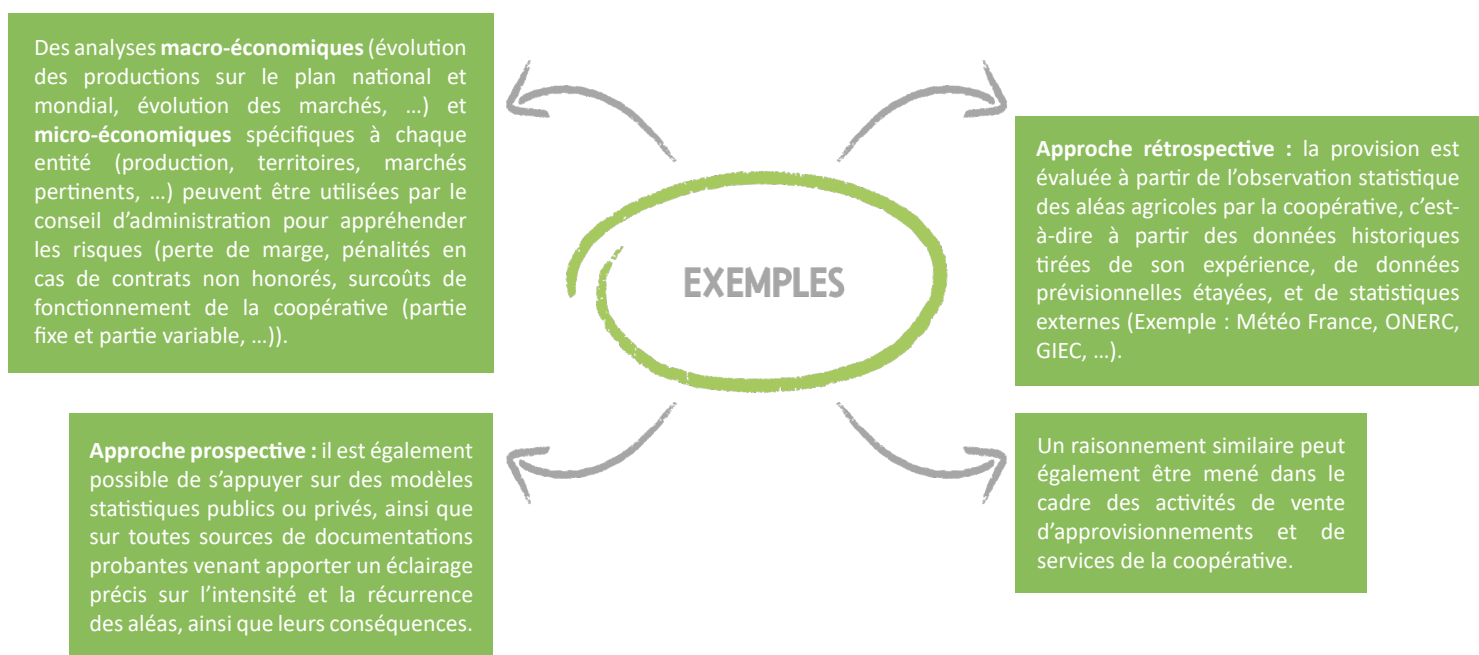 Des analyses macro-économiques (évolution
des productions sur le plan national et
mondial, évolution des marchés, …) et
micro-économiques spécifiques à chaque
entité (production, territoires, marchés
pertinents, …) peuvent être utilisées par le
conseil d’administration pour appréhender
les risques (perte de marge, pénalités en
cas de contrats non honorés, surcoûts de
fonctionnement de la coopérative (partie
fixe et partie variable, …)).
Approche rétrospective : la provision est
évaluée à partir de l’observation statistique
des aléas agricoles par la coopérative, c’est-
à-dire à partir des données historiques
tirées de son expérience, de données
prévisionnelles étayées, et de statistiques
externes (Exemple : Météo France, ONERC,
GIEC, …).
EXEMPLES
Approche prospective : il est également
possible de s’appuyer sur des modèles
statistiques publics ou privés, ainsi que
sur toutes sources de documentations
probantes venant apporter un éclairage
précis sur l’intensité et la récurrence
des aléas, ainsi que leurs conséquences.
Un raisonnement similaire peut
également être mené dans le
cadre des activités de vente
d’approvisionnements et de
services de la coopérative.